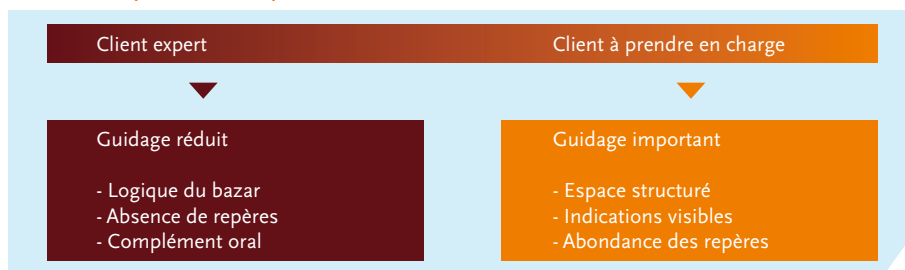 Client expert
Client à prendre en charge
Guidage réduit
- Logique du bazar
- Absence de repères
- Complément oral
Guidage important
- Espace structuré
- Indications visibles
- Abondance des repères